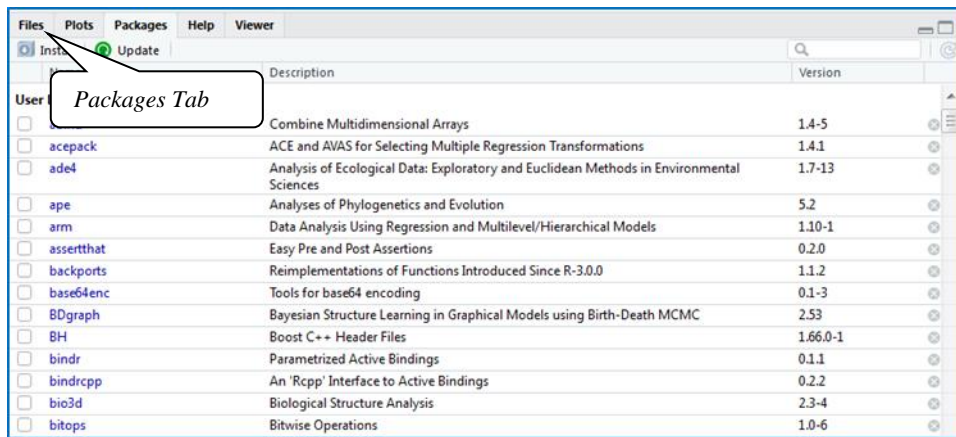 Files Plots Packages Help Viewer
Update
Description Version
Packages Tab
User
Combine Multidimensional Arrays 1.4-5
acepack ACE and AVAS for Selecting Multiple Regression Transformations 1.4.1
ade4 Analysis of Ecological Data: Exploratory and Euclidean Methods in Environmental
Sciences 1.7-13
ape Analyses of Phylogenetics and Evolution 5.2
arm Data Analysis Using Regression and Multilevel/Hierarchical Models 1.10-1
assertthat Easy Pre and Post Assertions 0.2.0
backports Reimplementations of Functions Introduced Since R-3.0.0 1.1.2
base64enc Tools for base64 encoding 0.1-3
BDgraph Bayesian Structure Learning in Graphical Models using Birth-Death MCMC 2.53
BH Boost C++ Header Files 1.66.0-1
bindr Parametrized Active Bindings 0.1.1
bindrcpp An 'Rcpp' Interface to Active Bindings 0.2.2
bio3d Biological Structure Analysis 2.3-4
bitops Bitwise Operations 1.0-6